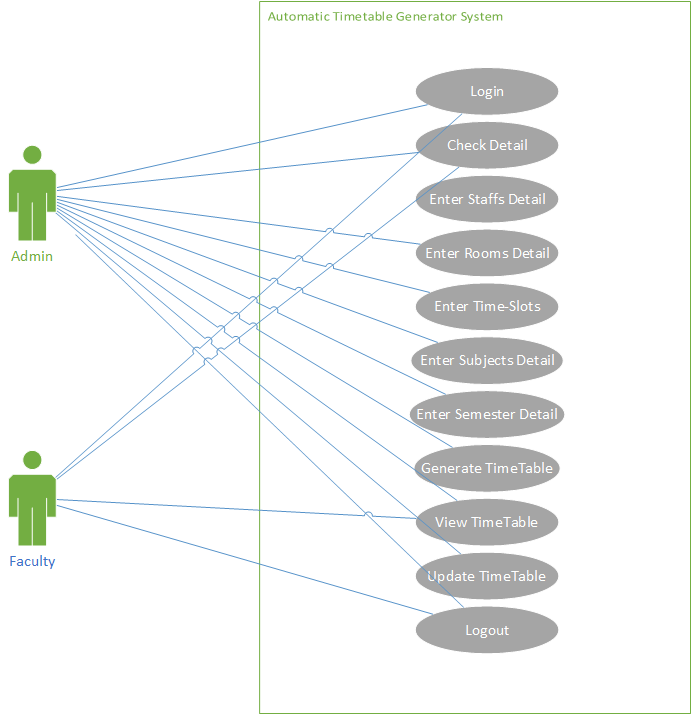 Automatic Timetable Generator System
Login
Check Detail
Enter Staffs Detail
Admin
Enter Rooms Detail
Enter Time-Slots
Enter Subjects Detail
Enter Semester Detail
Generate TimeTable
View TimeTable
Faculty
Update TimeTable
Logout